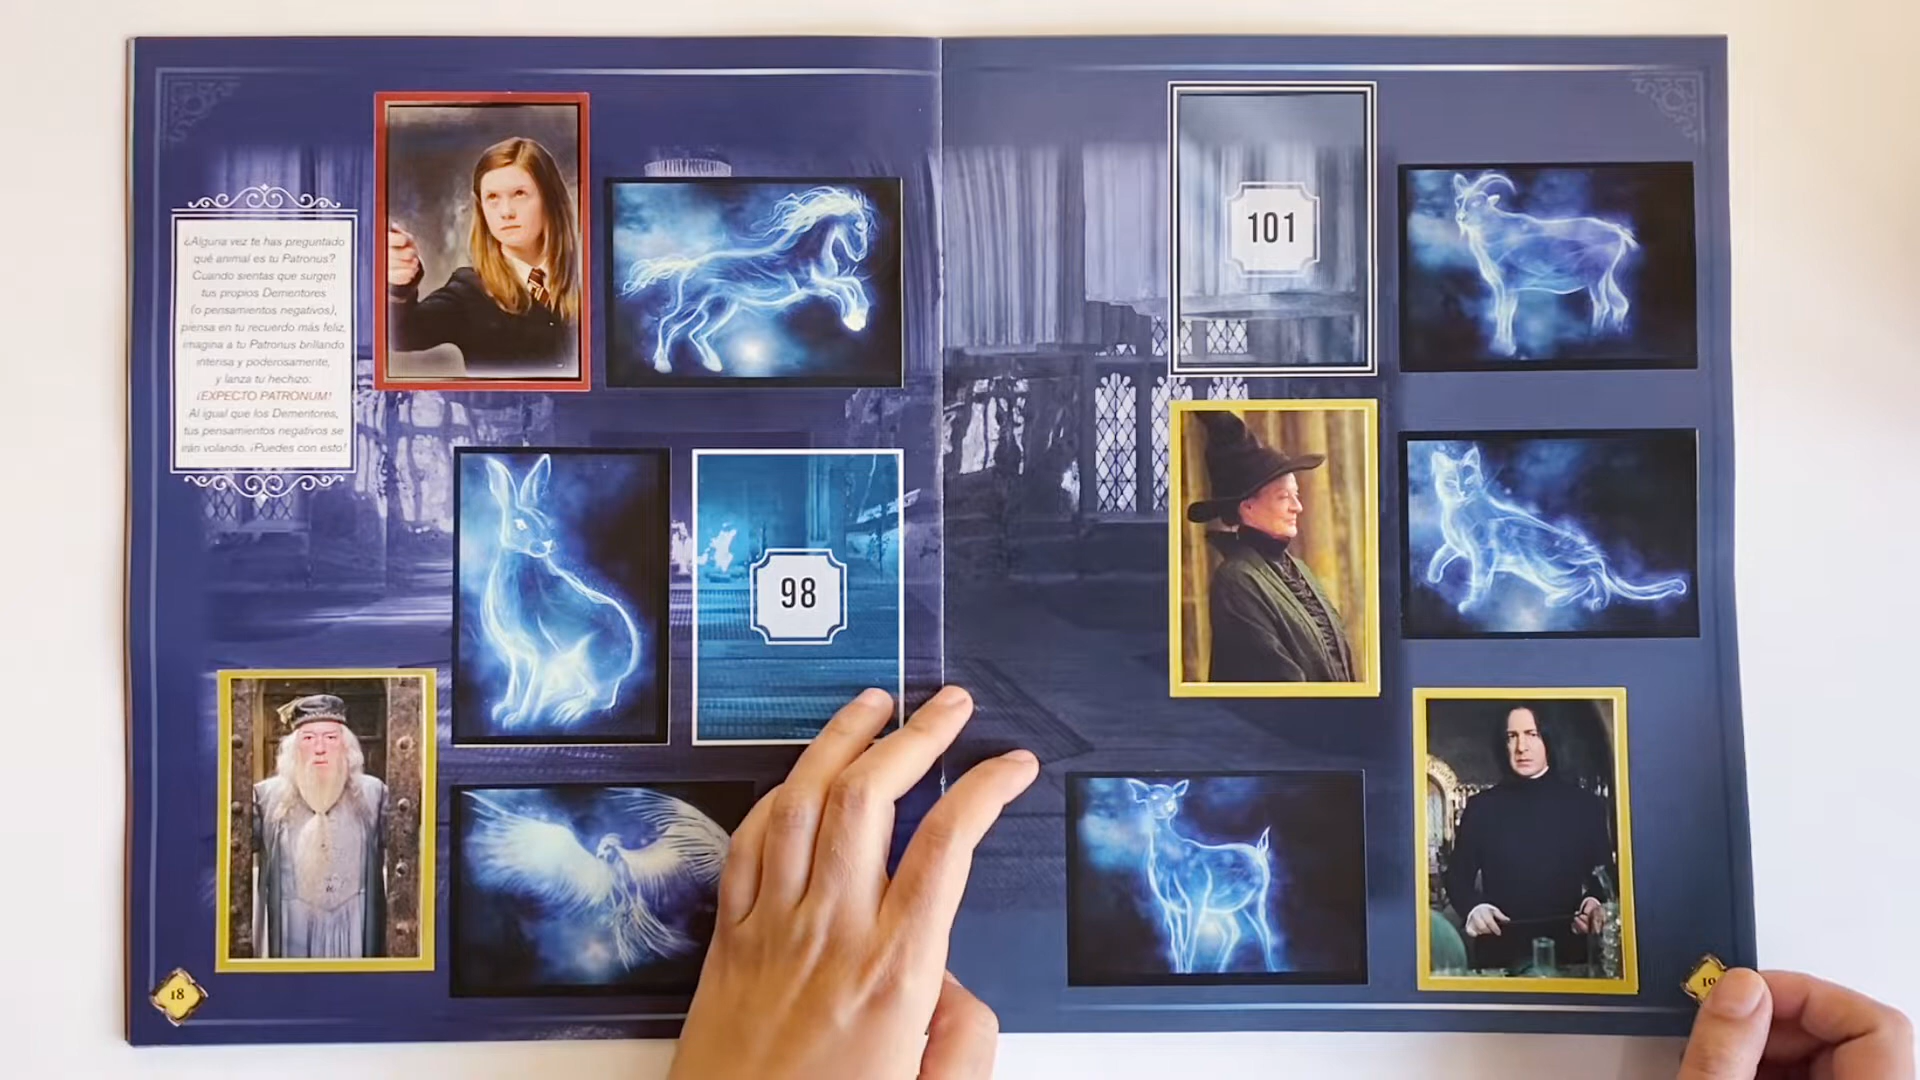 ¿Alguna vez te has preguntado
qué animal es tu Patronus?
Cuando sientas que surgen
tus propios Dementores
(o pensamientos negativos),
piensa en tu recuerdo más feliz,
imagina a tu Patronus brillando
intensa y poderosamente,
y lanza tu hechizo:
¡EXPECTO PATRONUM!
Al igual que los Dementores,
tus pensamientos negativos se
irán volando. ¡Puedes con esto!
98
18
101
19